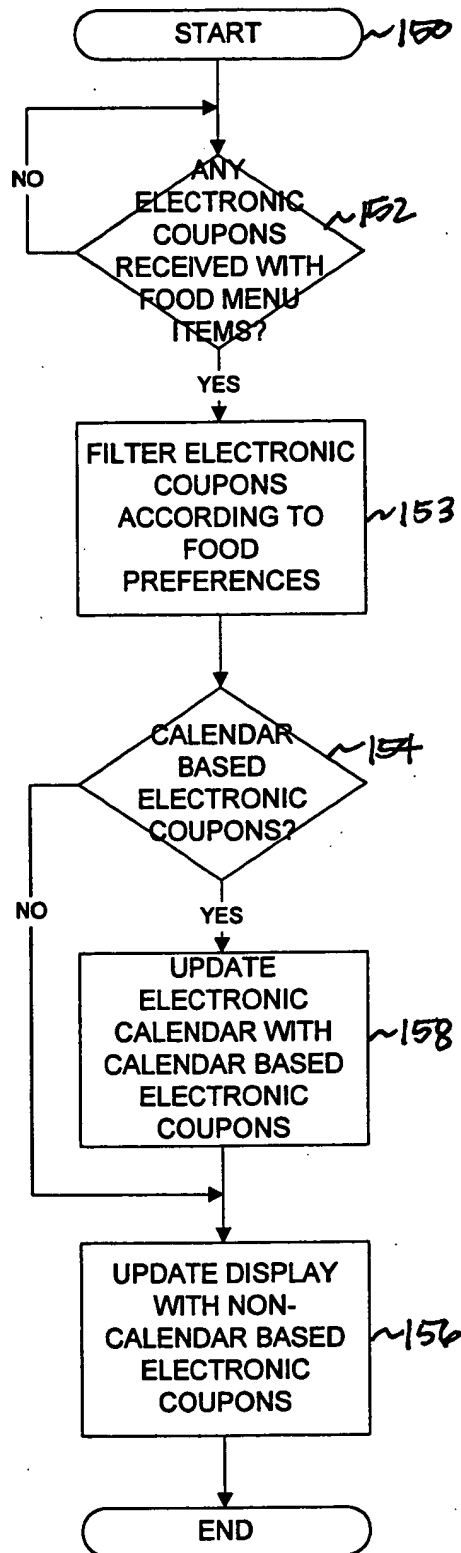 START
150
NO
ANY
ELECTRONIC
COUPONS
RECEIVED WITH
FOOD MENU
ITEMS?
152
YES
FILTER ELECTRONIC
COUPONS
ACCORDING TO
FOOD
PREFERENCES
153
CALENDAR
BASED
ELECTRONIC
COUPONS?
154
NO
YES
UPDATE
ELECTRONIC
CALENDAR WITH
CALENDAR BASED
ELECTRONIC
COUPONS
158
UPDATE DISPLAY
WITH NON-
CALENDAR BASED
ELECTRONIC
COUPONS
156
END